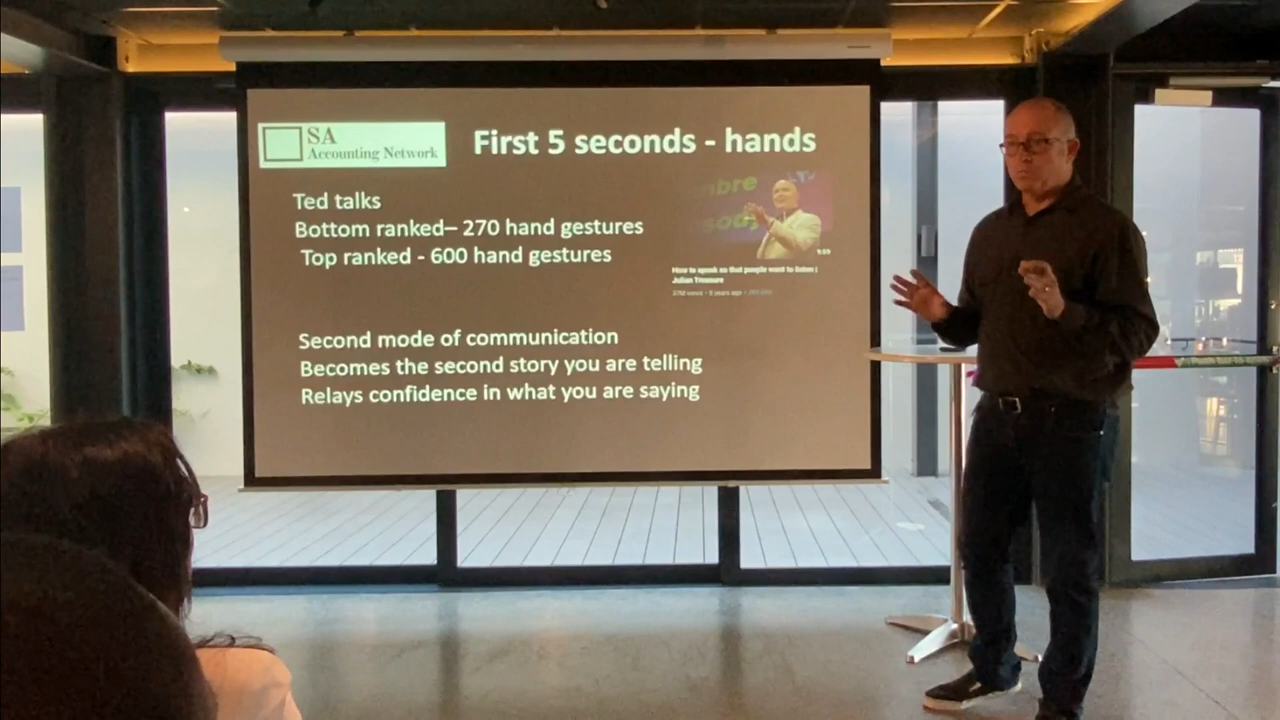 SA
Accounting Network
First 5 seconds - hands
Ted talks
Bottom ranked– 270 hand gestures
Top ranked - 600 hand gestures
How to speak so that people want to listen |
Julian Treasure
Second mode of communication
Becomes the second story you are telling
Relays confidence in what you are saying